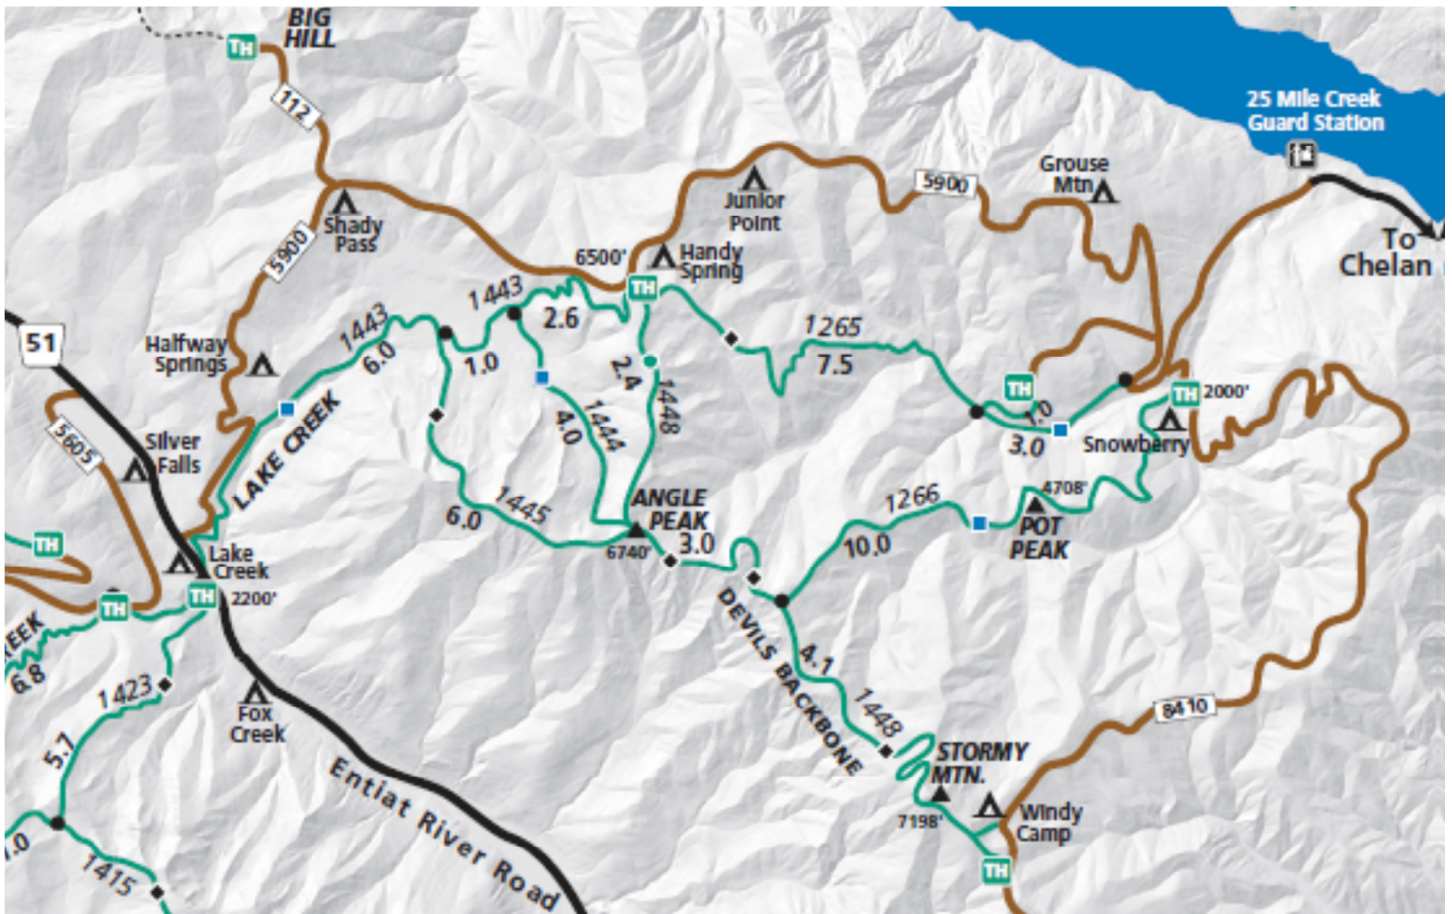 BIG
HILL
TH
112
25 Mile Creek
Guard Station
Grouse
Mtn
5900
Junior
Point
Shady
Pass
5900
6500'
Handy
Spring
To
Chelan
TH
1443
1443
2.6
1265
7.5
51
Halfway
Springs
6.0
1.0
2.4
1448
TH
1.0
3.0
TH
2000'
Snowberry
4.0
1444
5605
Silver
Falls
LAKE CREEK
1445
6.0
ANGLE
PEAK
6740'
3.0
1266
10.0
4708'
POT
PEAK
TH
Lake
Creek
TH
TH
2200'
REEK
6.8
DEVILS BACKBONE
4.1
1448
1423
5.7
Fox
Creek
8410
STORMY
MTN.
7198'
Windy
Camp
TH
Entiat River Road
1.0
1415